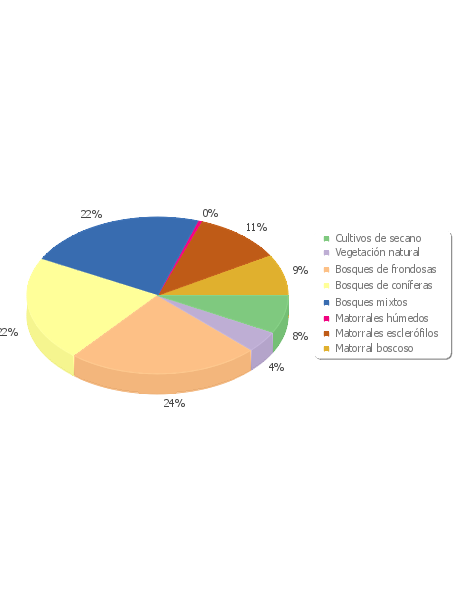 22%
0%
11%
9%
8%
4%
24%
22%
Cultivos de secano
Vegetación natural
Bosques de frondosas
Bosques de coníferas
Bosques mixtos
Matorrales húmedos
Matorrales esclerófilos
Matorral boscoso